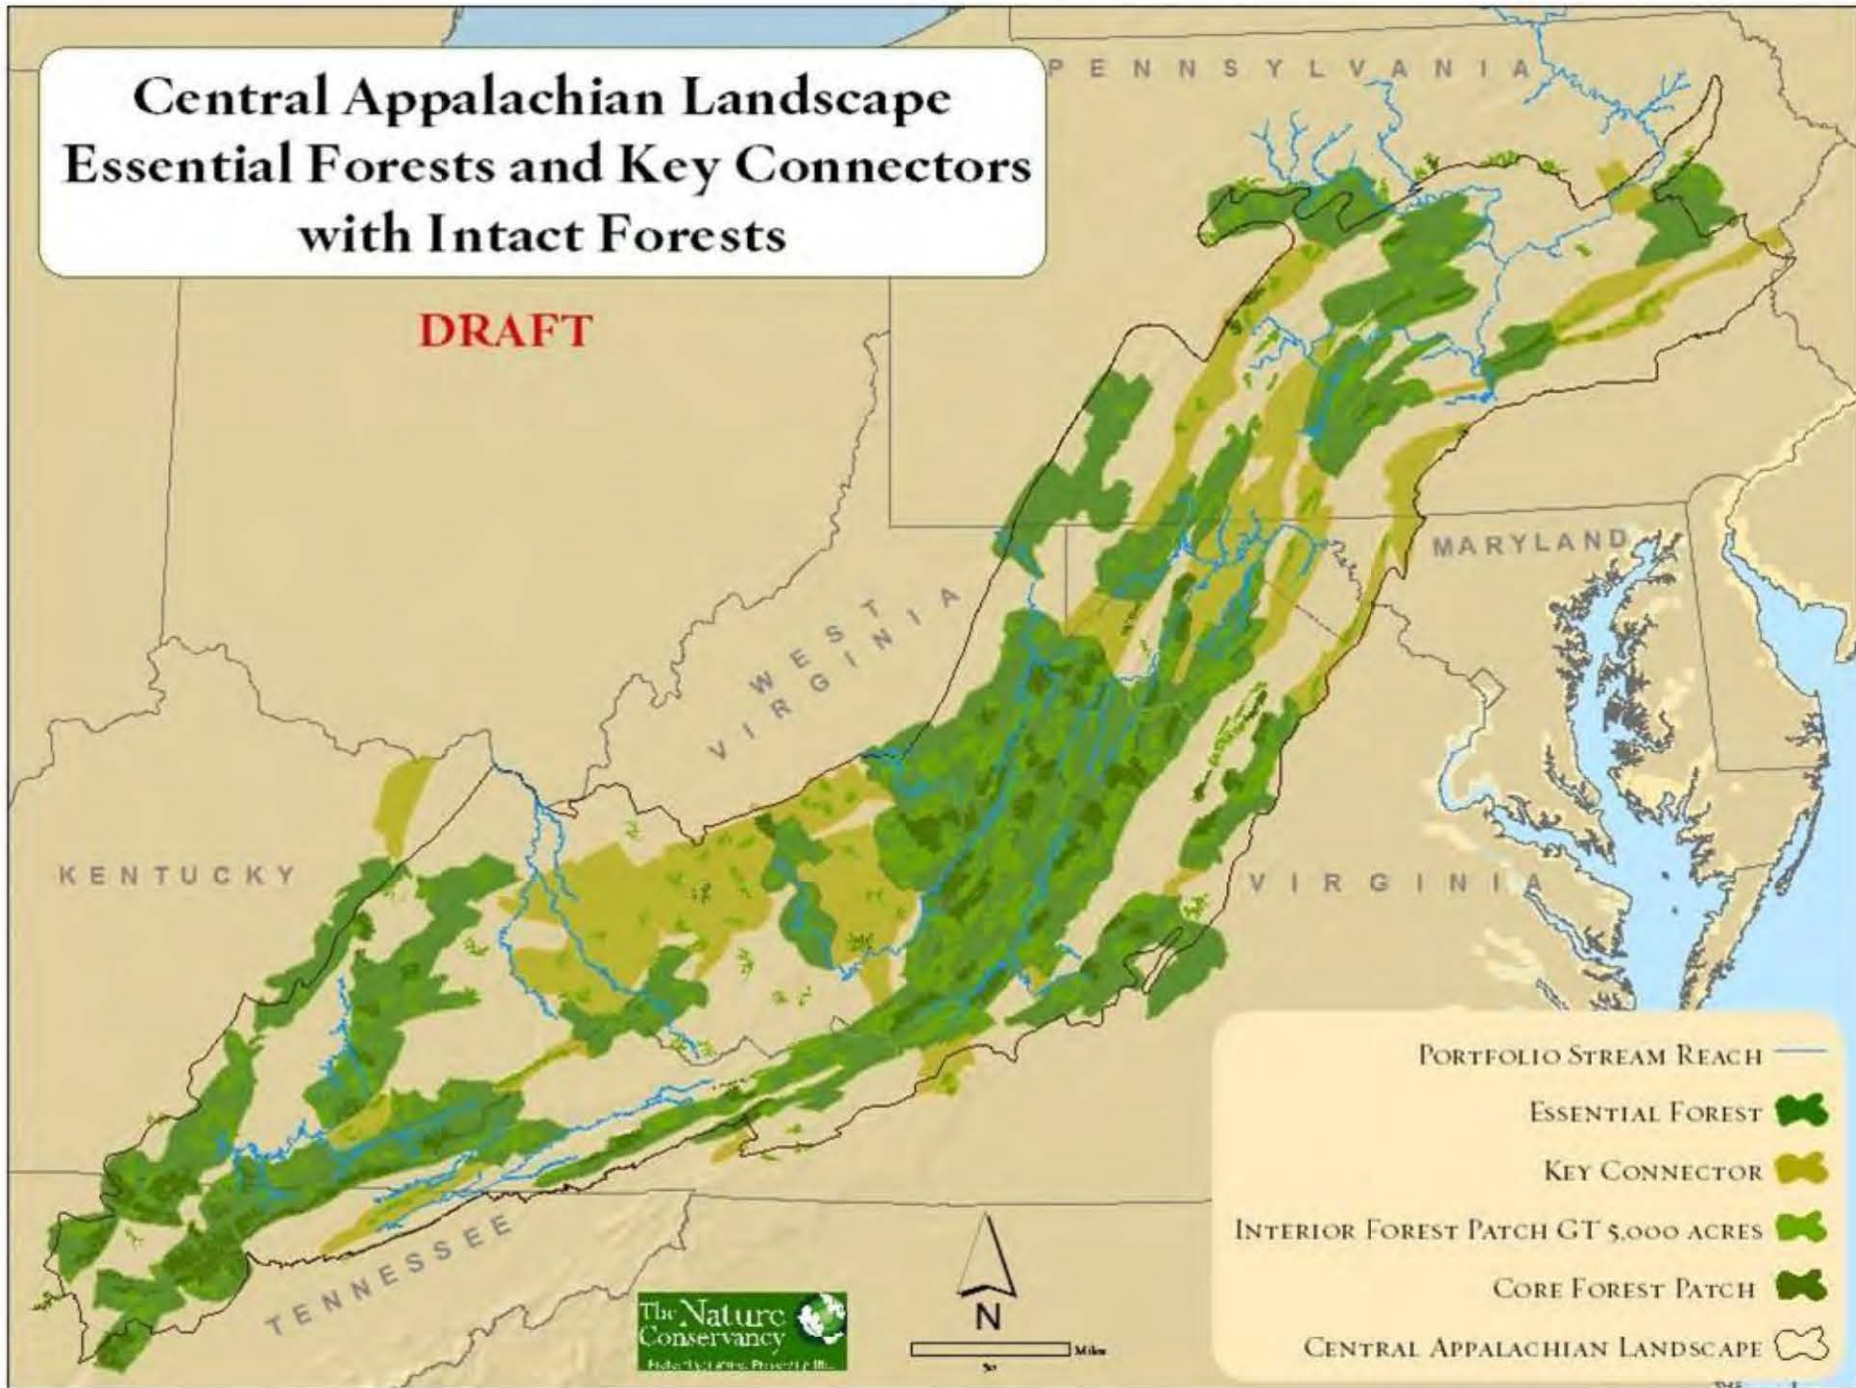 Central Appalachian Landscape
Essential Forests and Key Connectors
with Intact Forests
DRAFT
PENNSYLVANIA
MARYLAND
WEST
VIRGINIA
KENTUCKY
VIRGINIA
TENNESSEE
PORTFOLIO STREAM REACH
ESSENTIAL FOREST
KEY CONNECTOR
INTERIOR FOREST PATCH GT 5,000 ACRES
CORE FOREST PATCH
CENTRAL APPALACHIAN LANDSCAPE
The Nature
Conservancy
N
Miles
50